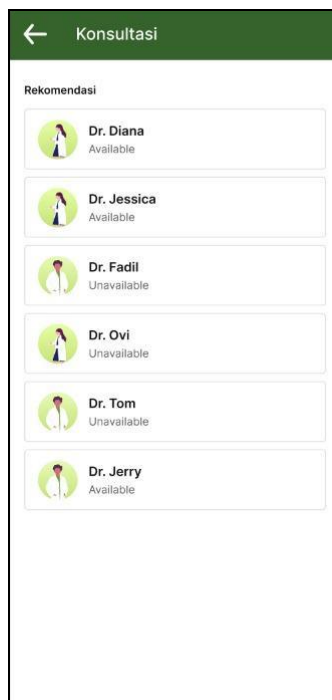 Konsultasi
Rekomendasi
Dr. Diana
Available
Dr. Jessica
Available
Dr. Fadil
Unavailable
Dr. Ovi
Unavailable
Dr. Tom
Unavailable
Dr. Jerry
Available